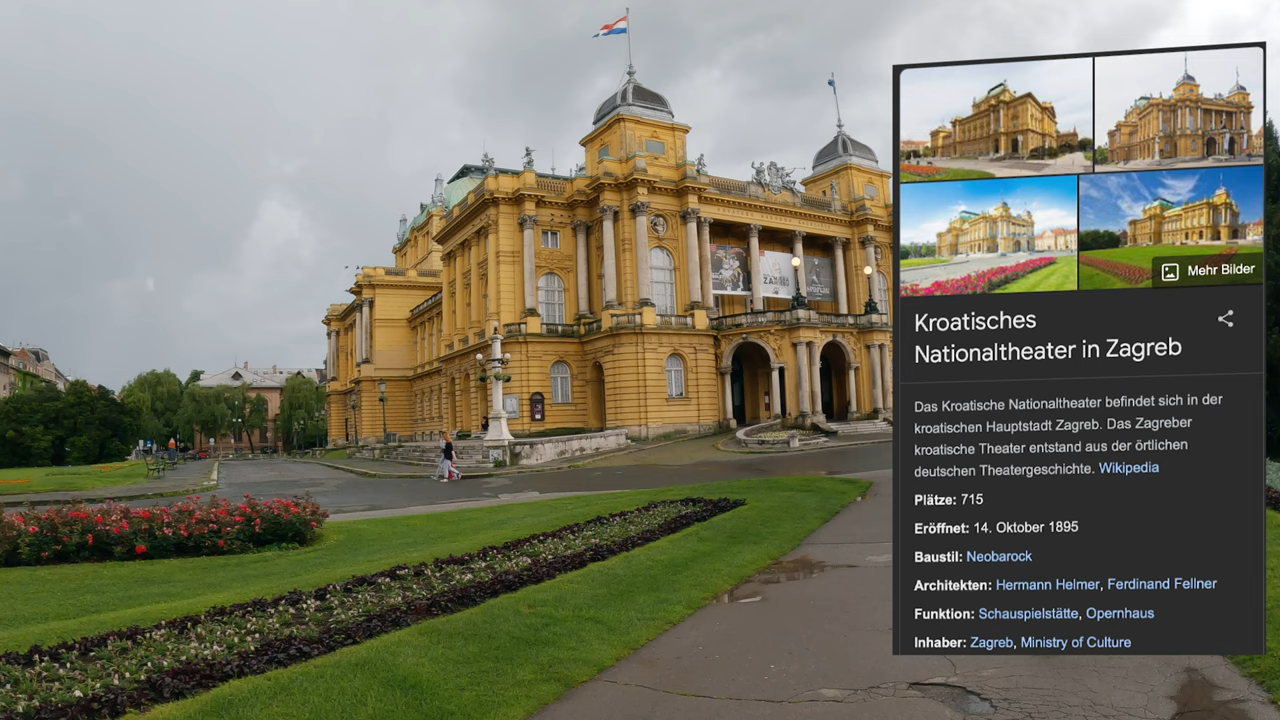 Mehr Bilder
Kroatisches
Nationaltheater in Zagreb
Das Kroatische Nationaltheater befindet sich in der
kroatischen Hauptstadt Zagreb. Das Zagreber
kroatische Theater entstand aus der örtlichen
deutschen Theatergeschichte. Wikipedia
Plätze: 715
Eröffnet: 14. Oktober 1895
Baustil: Neobarock
Architekten: Hermann Helmer, Ferdinand Fellner
Funktion: Schauspielstätte, Opernhaus
Inhaber: Zagreb, Ministry of Culture